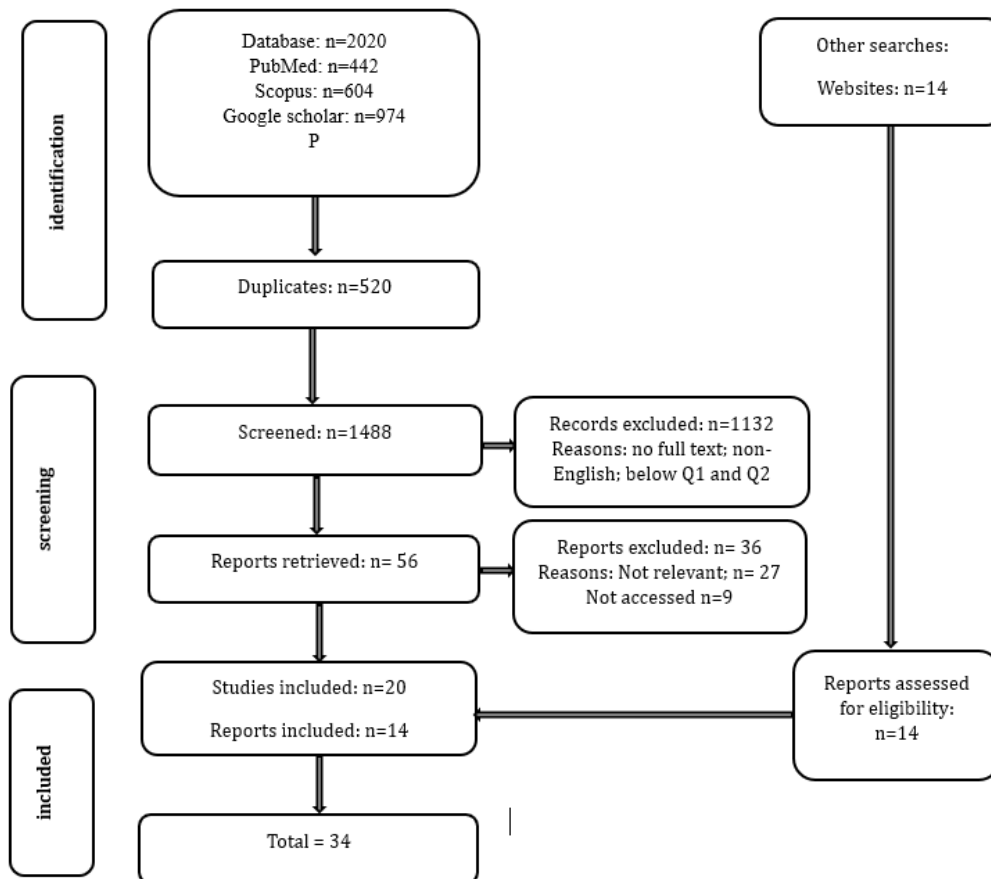 identification
Database: n=2020
PubMed: n=442
Scopus: n=604
Google scholar: n=974
P
Other searches:
Websites: n=14
Duplicates: n=520
screening
Screened: n=1488
Records excluded: n=1132
Reasons: no full text; non-
English; below Q1 and Q2
Reports retrieved: n= 56
Reports excluded: n= 36
Reasons: Not relevant; n= 27
Not accessed n=9
included
Studies included: n=20
Reports included: n=14
Reports assessed
for eligibility:
n=14
Total = 34